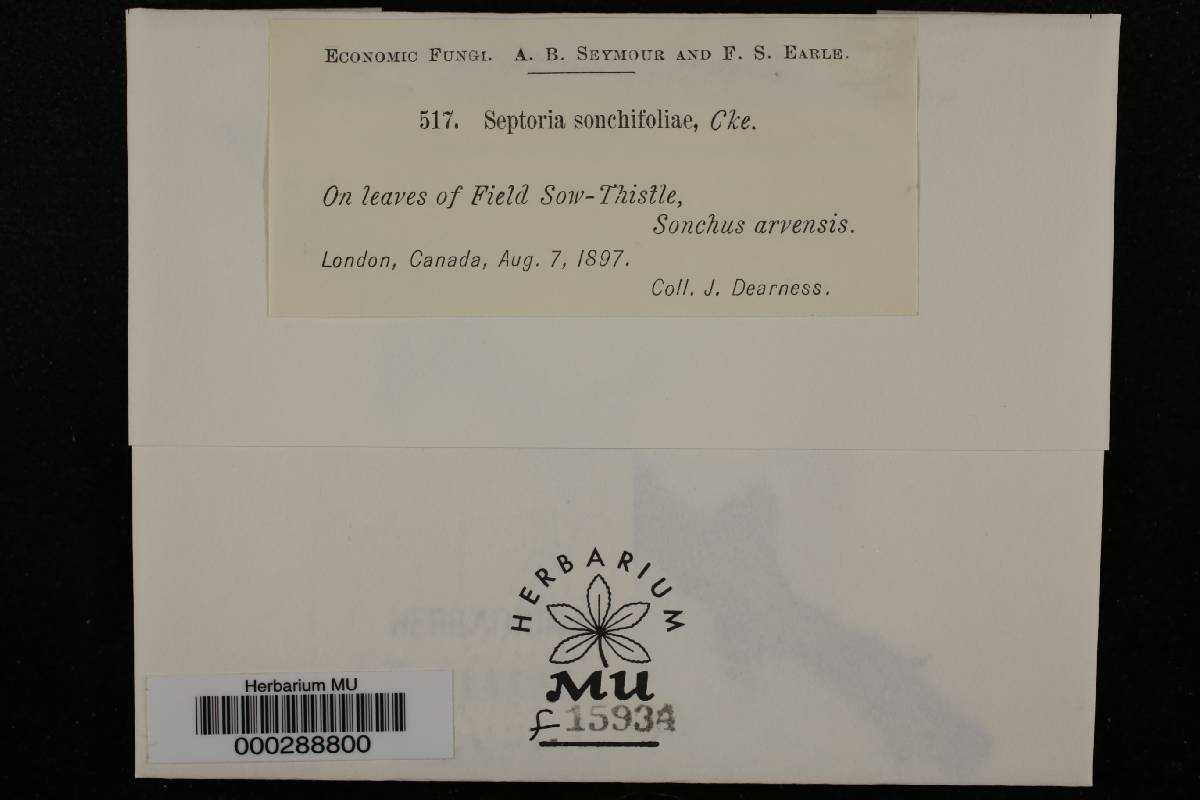 ECONOMIC FUNGI. A. B. SEYMOUR AND F. S. EARLE.
517. Septoria sonchifoliae, Cke.
On leaves of Field Sow-Thistle,
Sonchus arvensis.
London, Canada, Aug. 7, 1897.
Coll. J. Dearness.
HERBARIUM
MU
f 15934
Herbarium MU
000288800